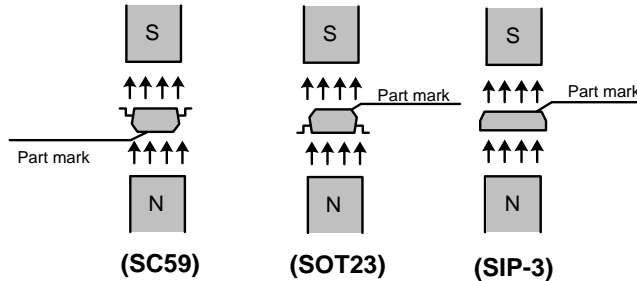 S S S
Part mark Part mark
Part mark
N N N
(SC59) (SOT23) (SIP-3)